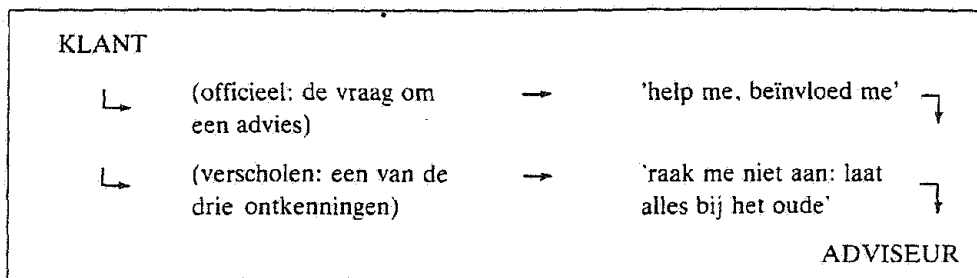 KLANT
(officieel: de vraag om → 'help me, beïnvloed me'
een advies)
(verscholen: een van de → 'raak me niet aan: laat
drie ontkenningen) alles bij het oude'
ADVISEUR